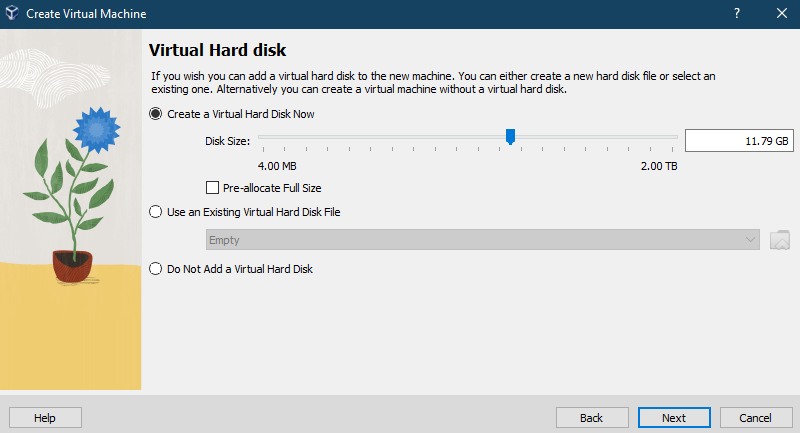 Create Virtual Machine
?
Virtual Hard disk
If you wish you can add a virtual hard disk to the new machine. You can either create a new hard disk file or select an
existing one. Alternatively you can create a virtual machine without a virtual hard disk.
Create a Virtual Hard Disk Now
Disk Size:
11.79 GB
4.00 MB
2.00 TB
Pre-allocate Full Size
Use an Existing Virtual Hard Disk File
Empty
Do Not Add a Virtual Hard Disk
Help
Back
Next
Cancel